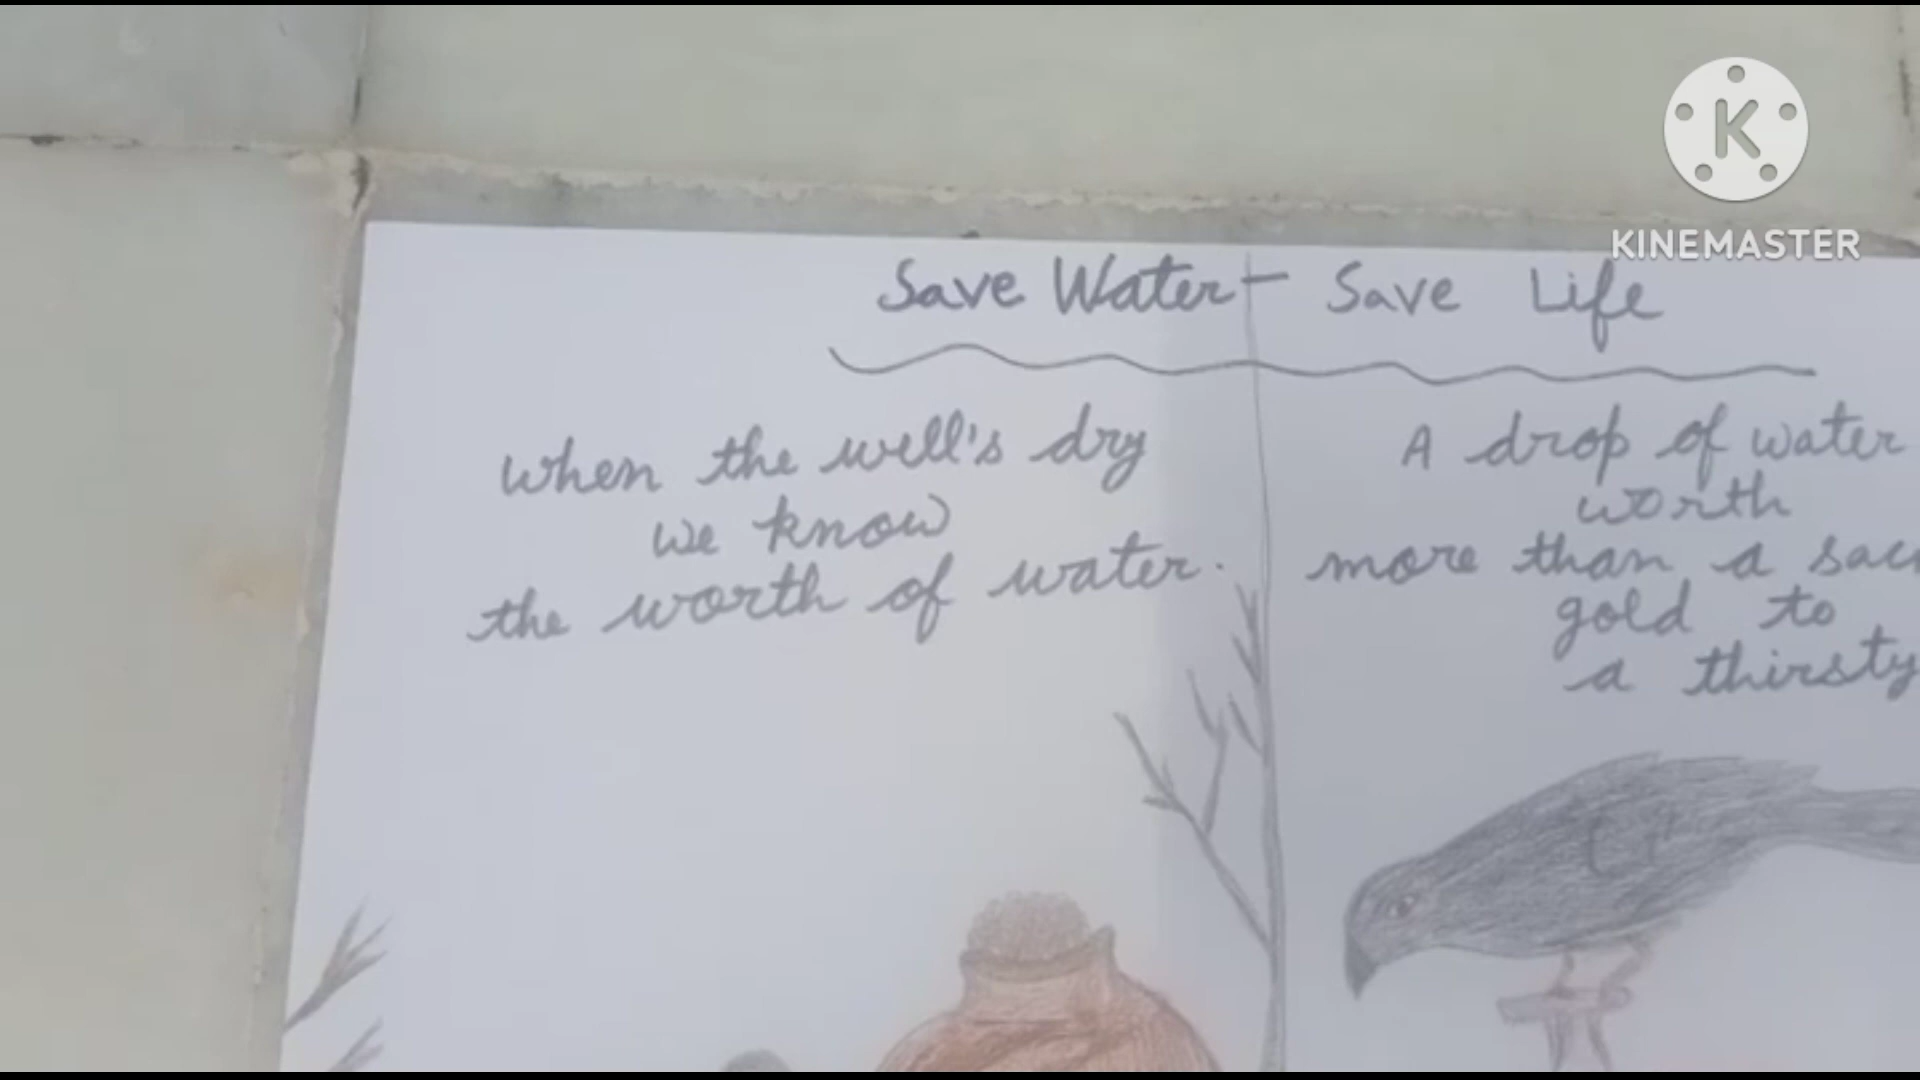 Save Water - Save Life
when the well's dry
we know
the worth of water.
A drop of water
worth
more than a
gold to
a thirsty
K
KINEMASTER